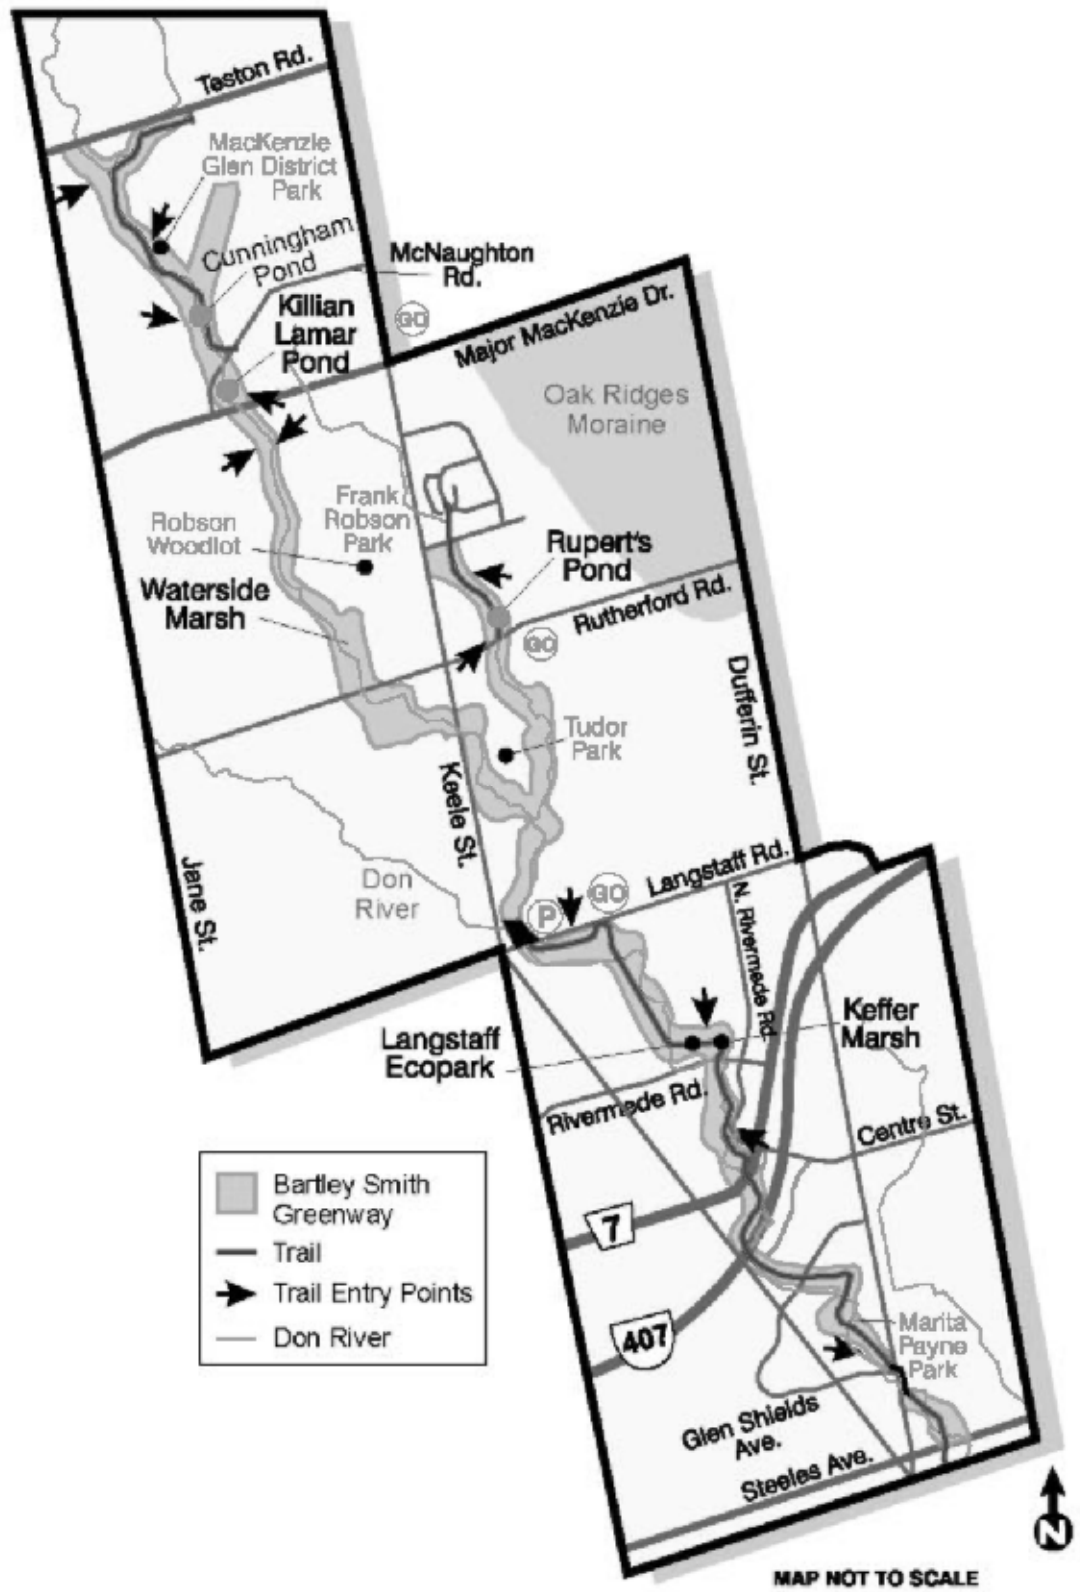 Teston Rd.
MacKenzie
Glen District
Park
Cunningham
Pond
McNaughton
Rd.
Killian
Lamar
Pond
GO
Major MacKenzie Dr.
Oak Ridges
Moraine
Frank
Robson
Park
Robson
Woodlot
Rupert's
Pond
Waterside
Marsh
Rutherford Rd.
GO
Dufferin St.
Tudor
Park
Keele St.
Jane St.
Don
River
Langstaff Rd.
P
GO
N. Rivermede Rd.
Keffer
Marsh
Langstaff
Ecopark
Rivermede Rd.
Centre St.
Bartley Smith
Greenway
Trail
Trail Entry Points
Don River
7
407
Marita
Payne
Park
Glen Shields
Ave.
Steeles Ave.
N
MAP NOT TO SCALE